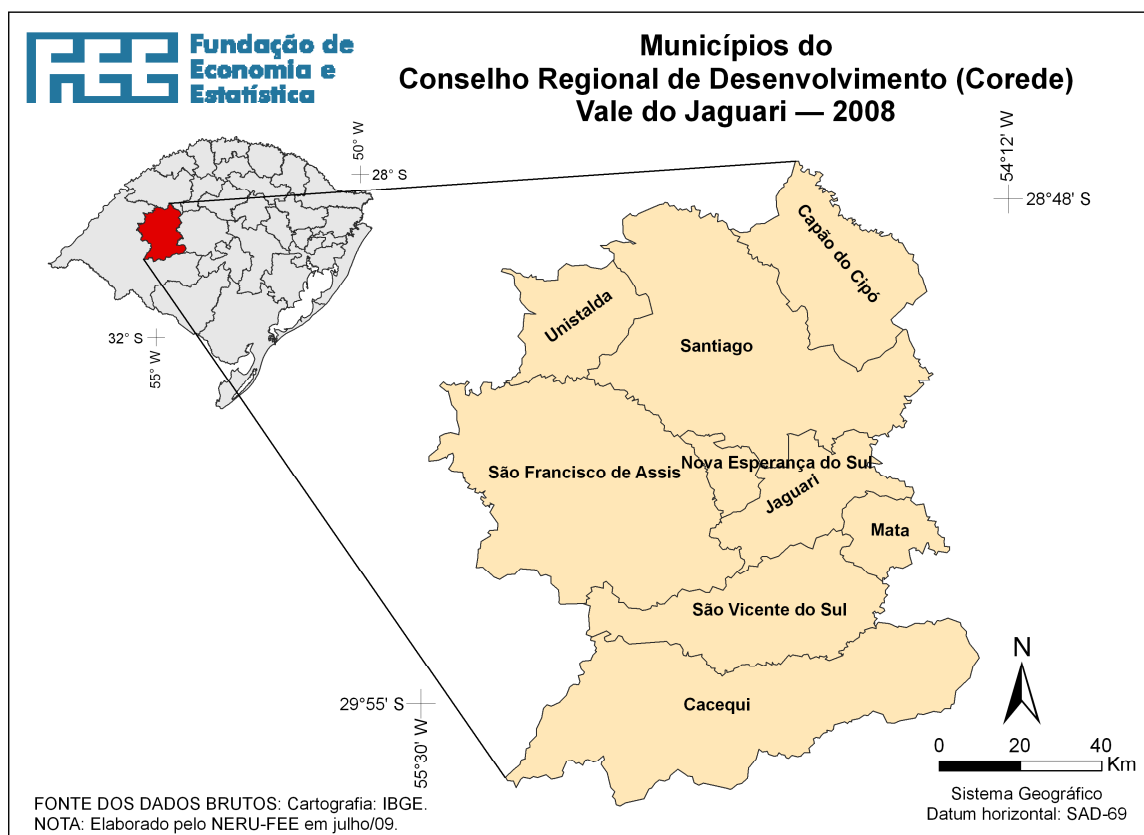 FEE
Fundação de
Economia e
Estatística
Municípios do
Conselho Regional de Desenvolvimento (Corede)
Vale do Jaguari — 2008
50° W
28° S
32° S
55° W
54°12' W
28°48' S
Capão do Cipó
Unistalda
Santiago
São Francisco de Assis
Nova Esperança do Sul
Jaguari
Mata
São Vicente do Sul
Cacequi
29°55' S
55°30' W
N
0 20 40
Km
Sistema Geográfico
Datum horizontal: SAD-69
FONTE DOS DADOS BRUTOS: Cartografia: IBGE.
NOTA: Elaborado pelo NERU-FEE em julho/09.